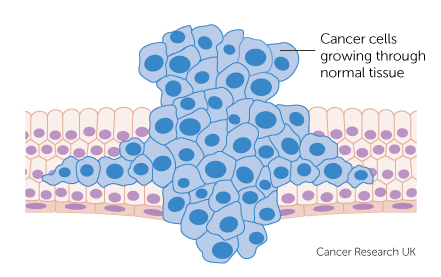 Cancer cells
growing through
normal tissue
Cancer Research UK